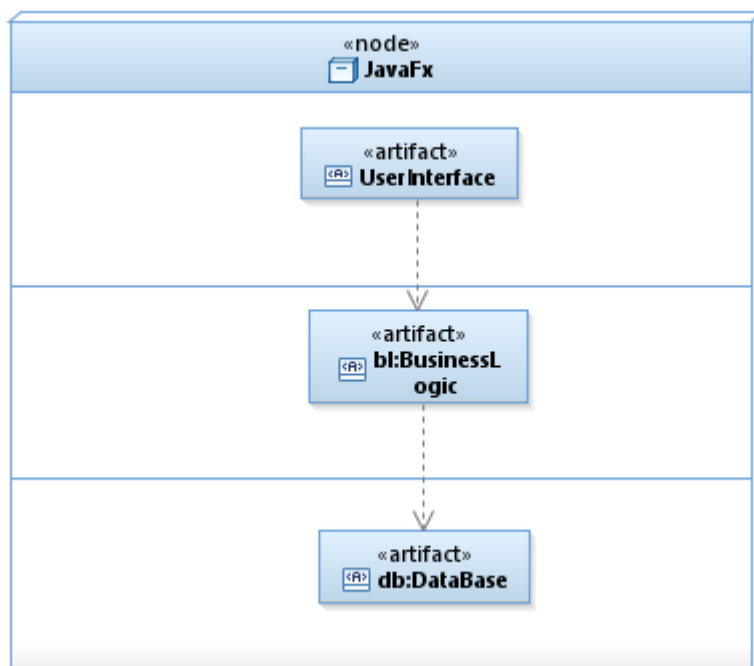 «node»
JavaFx
«artifact»
UserInterface
«artifact»
bl:BusinessL
ogic
«artifact»
db:DataBase